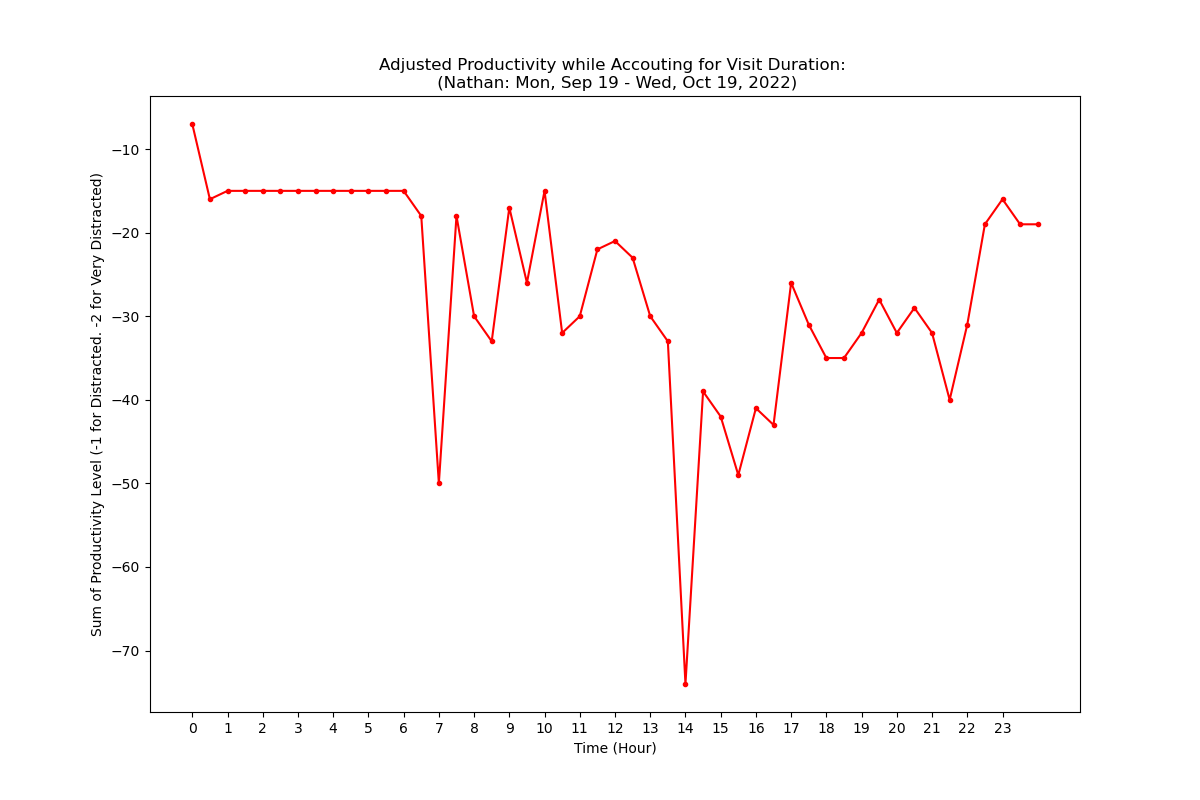 Adjusted Productivity while Accouting for Visit Duration:
(Nathan: Mon, Sep 19 - Wed, Oct 19, 2022)
Sum of Productivity Level (-1 for Distracted. -2 for Very Distracted)
−10
−20
−30
−40
−50
−60
−70
0 1 2 3 4 5 6 7 8 9 10 11 12 13 14 15 16 17 18 19 20 21 22 23
Time (Hour)